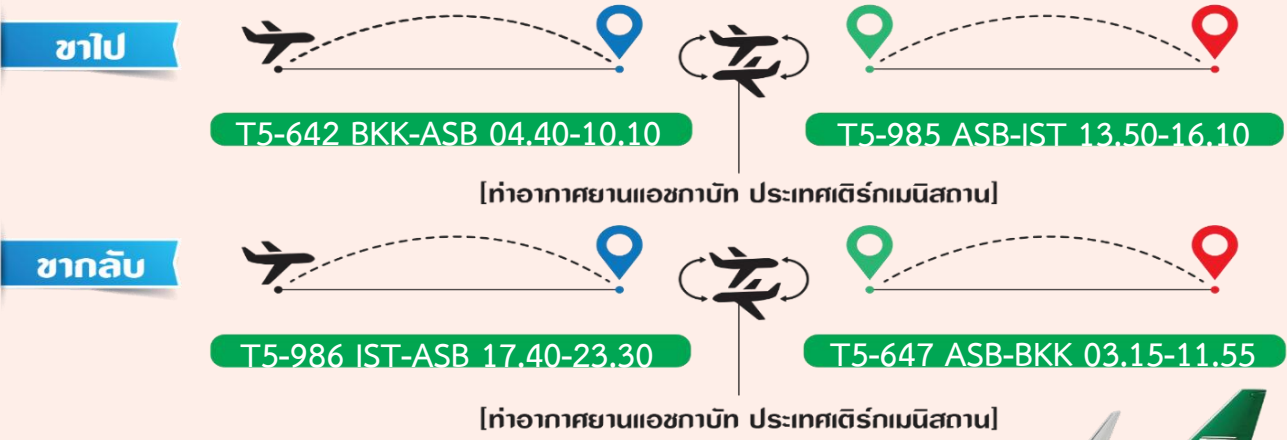 ขาไป
T5-642 BKK-ASB 04.40-10.10
T5-985 ASB-IST 13.50-16.10
[ท่าอากาศยานแอชกาบัท ประเทศเติร์กเมนิสถาน]
ขากลับ
T5-986 IST-ASB 17.40-23.30
T5-647 ASB-BKK 03.15-11.55
[ท่าอากาศยานแอชกาบัท ประเทศเติร์กเมนิสถาน]